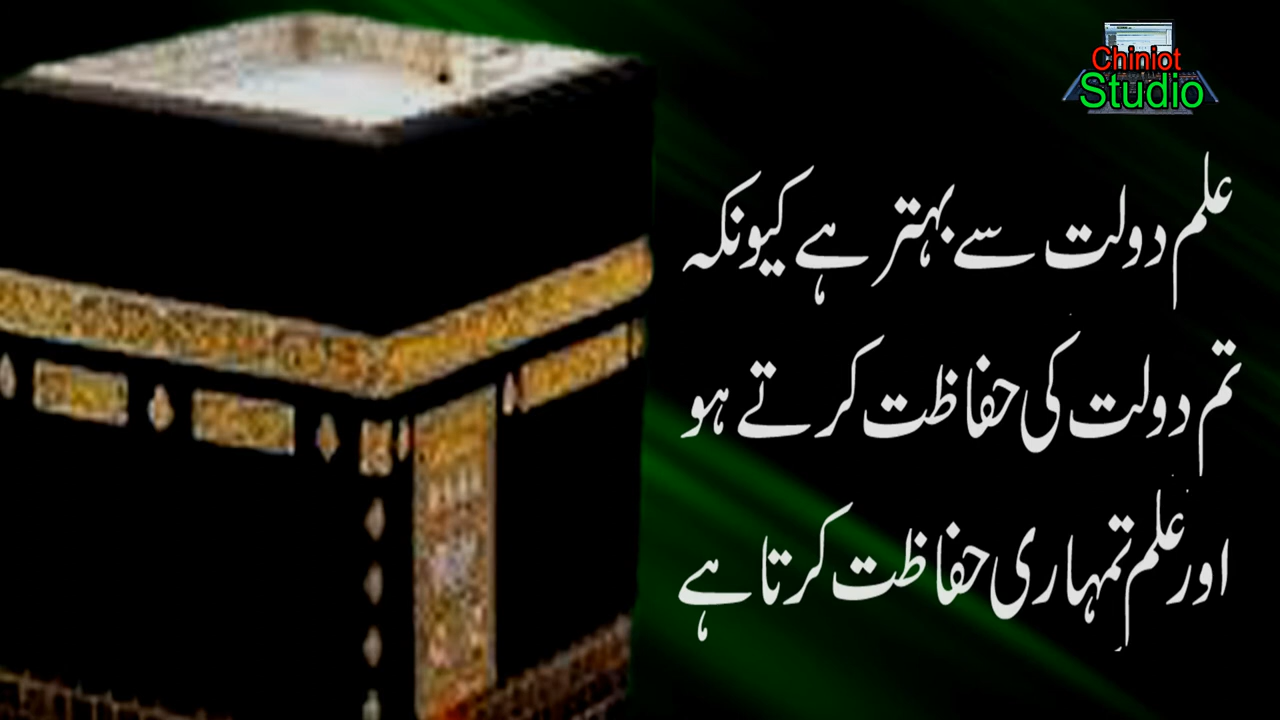 Chiniot
Studio
علم دولت سے بہتر ہے کیونکہ
تم دولت کی حفاظت کرتے ہو
اور علم تمہاری حفاظت کرتا ہے